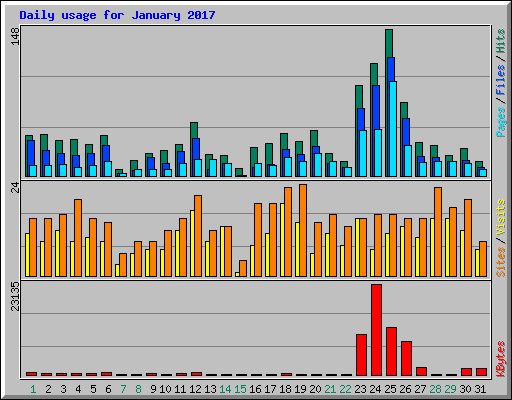 Daily usage for January 2017
148
Pages / Files / Hits
24
Sites / Visits
23135
KBytes
1 2 3 4 5 6 7 8 9 10 11 12 13 14 15 16 17 18 19 20 21 22 23 24 25 26 27 28 29 30 31